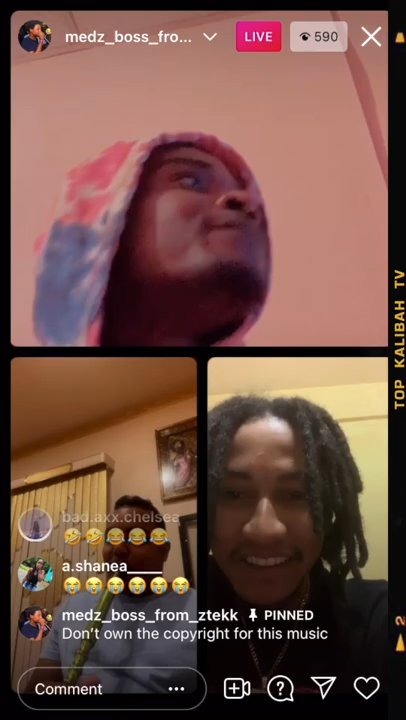 medz_boss_fro...
LIVE
590
TOP KALIBAH TV
bad.axx.chelsea
🤣🤣😂😂😂
a.shanea____
😭😭😭😭😭😭
medz_boss_from_ztekk PINNED
Don't own the copyright for this music
Comment